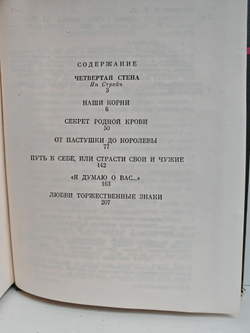 СОДЕРЖАНИЕ
ЧЕТВЕРТАЯ СТЕНА
Ян Стрейч
3
НАШИ КОРНИ
6
СЕКРЕТ РОДНОЙ КРОВИ
50
ОТ ПАСТУШКИ ДО КОРОЛЕВЫ
77
ПУТЬ К СЕБЕ, ИЛИ СТРАСТИ СВОИ И ЧУЖИЕ
142
«Я ДУМАЮ О ВАС...»
163
ЛЮБВИ ТОРЖЕСТВЕННЫЕ ЗНАКИ
207